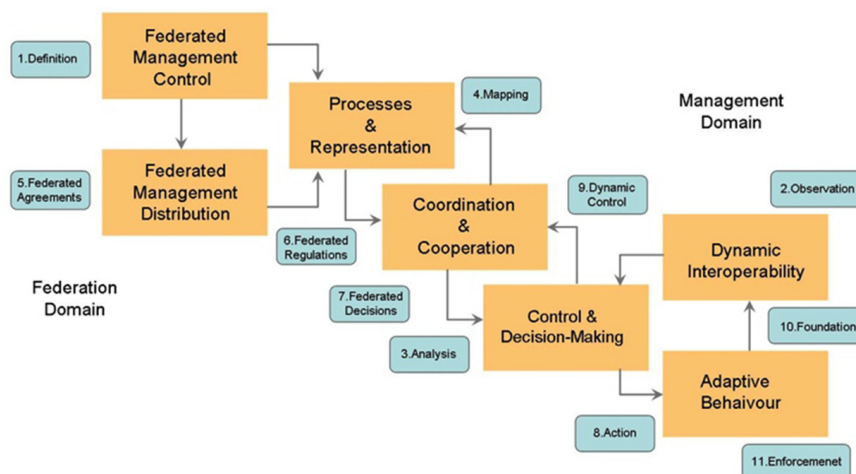 Federated
Management
Control
1.Definition
Processes
&
Representation
4.Mapping
Management
Domain
5.Federated
Agreements
Federated
Management
Distribution
9.Dynamic
Control
2.Observation
Coordination
&
Cooperation
6.Federated
Regulations
Dynamic
Interoperability
Federation
Domain
7.Federated
Decisions
Control &
Decision-Making
10.Foundation
3.Analysis
Adaptive
Behaivour
8.Action
11.Enforcemenet